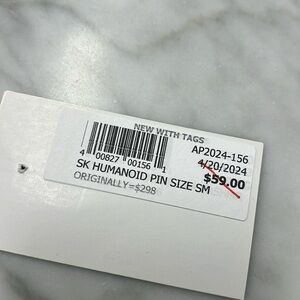 NEW WITH TAGS
AP2024-156
4 00827 00156 1
4/20/2024
SK HUMANOID PIN SIZE SM
$59.00
ORIGINALLY=$298